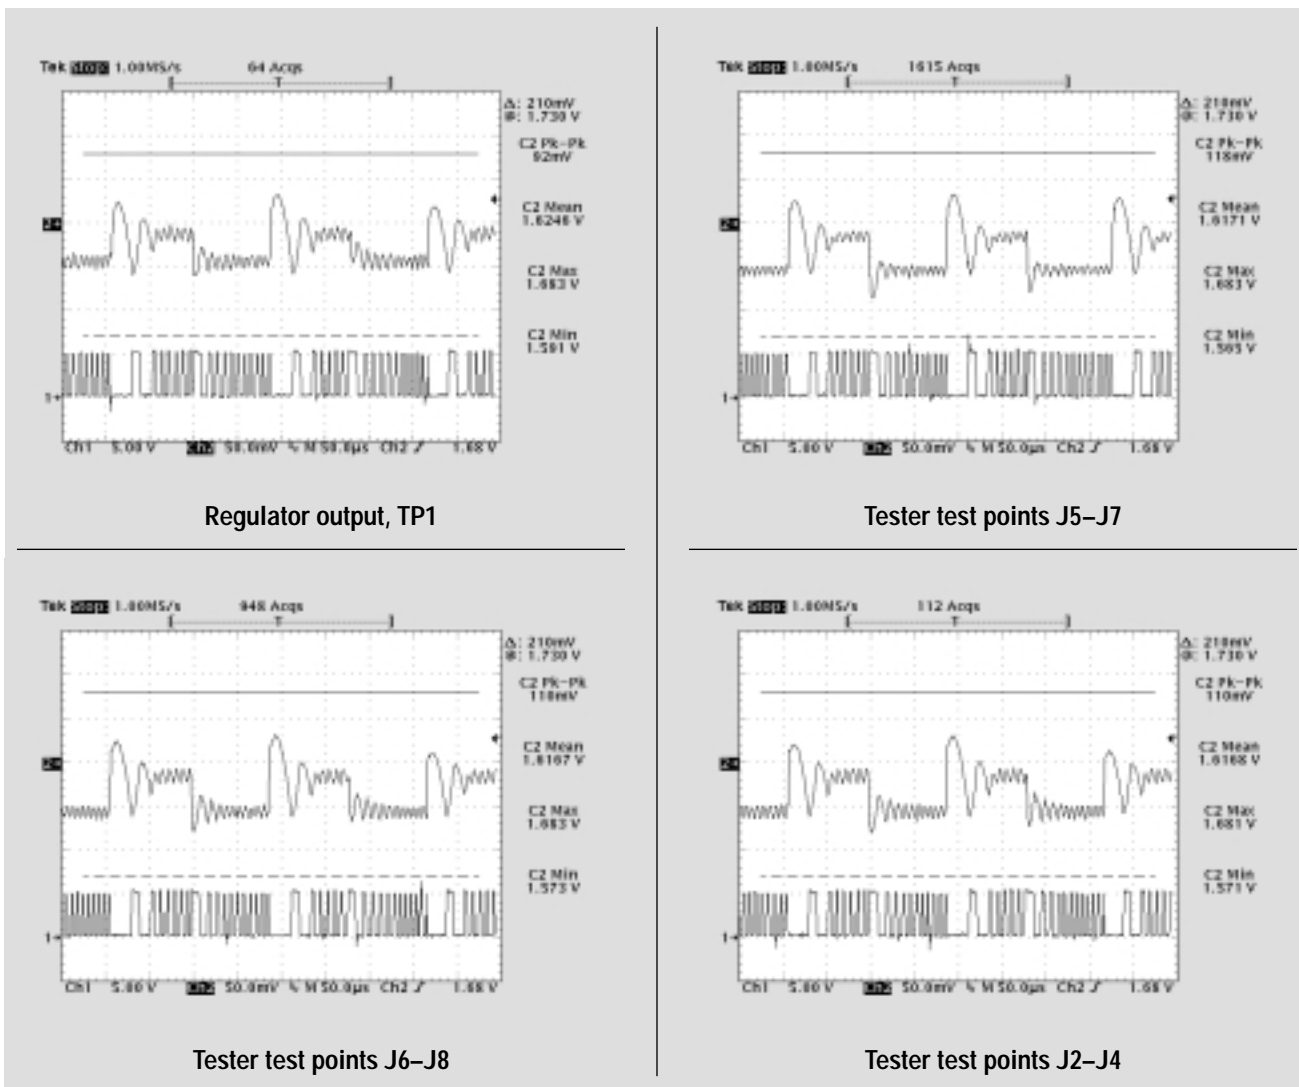 Tek Stop: 1.00MS/s 64 Acqs
[ T ]
Δ: 210mV
@: 1.730 V
C2 Pk-Pk
92mV
C2 Mean
1.6246 V
2
C2 Max
1.683 V
C2 Min
1.591 V
1
Ch1 5.00 V Ch2 50.0mV M 50.0µs Ch2 1.68 V
Regulator output, TP1
Tek Stop: 1.00MS/s 1615 Acqs
[ T ]
Δ: 210mV
@: 1.730 V
C2 Pk-Pk
118mV
C2 Mean
1.6171 V
2
C2 Max
1.683 V
C2 Min
1.565 V
1
Ch1 5.00 V Ch2 50.0mV M 50.0µs Ch2 1.68 V
Tester test points J5–J7
Tek Stop: 1.00MS/s 948 Acqs
[ T ]
Δ: 210mV
@: 1.730 V
C2 Pk-Pk
110mV
C2 Mean
1.6167 V
2
C2 Max
1.683 V
C2 Min
1.573 V
1
Ch1 5.00 V Ch2 50.0mV M 50.0µs Ch2 1.68 V
Tester test points J6–J8
Tek Stop: 1.00MS/s 112 Acqs
[ T ]
Δ: 210mV
@: 1.730 V
C2 Pk-Pk
110mV
C2 Mean
1.6168 V
2
C2 Max
1.681 V
C2 Min
1.571 V
1
Ch1 5.00 V Ch2 50.0mV M 50.0µs Ch2 1.68 V
Tester test points J2–J4